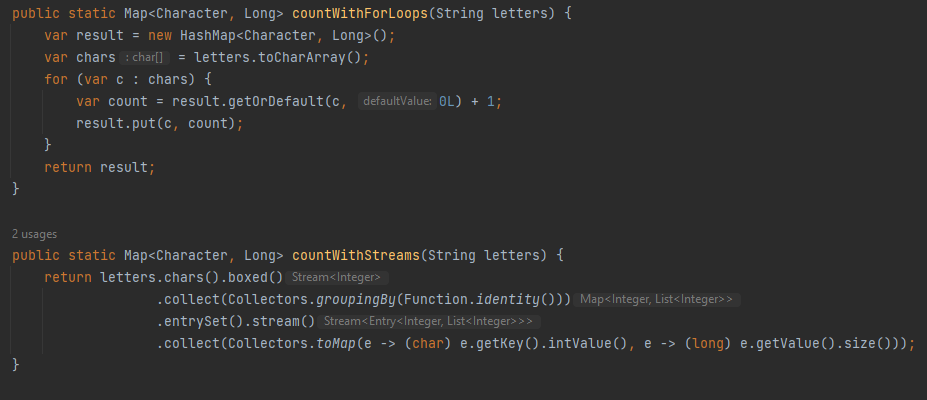 public static Map<Character, Long> countWithForLoops(String letters) {
    var result = new HashMap<Character, Long>();
    var chars : char[] = letters.toCharArray();
    for (var c : chars) {
        var count = result.getOrDefault(c, defaultValue: 0L) + 1;
        result.put(c, count);
    }
    return result;
}
2 usages
public static Map<Character, Long> countWithStreams(String letters) {
    return letters.chars().boxed() Stream<Integer>
                  .collect(Collectors.groupingBy(Function.identity())) Map<Integer, List<Integer>>
                  .entrySet().stream() Stream<Entry<Integer, List<Integer>>>
                  .collect(Collectors.toMap(e -> (char) e.getKey().intValue(), e -> (long) e.getValue().size()));
}